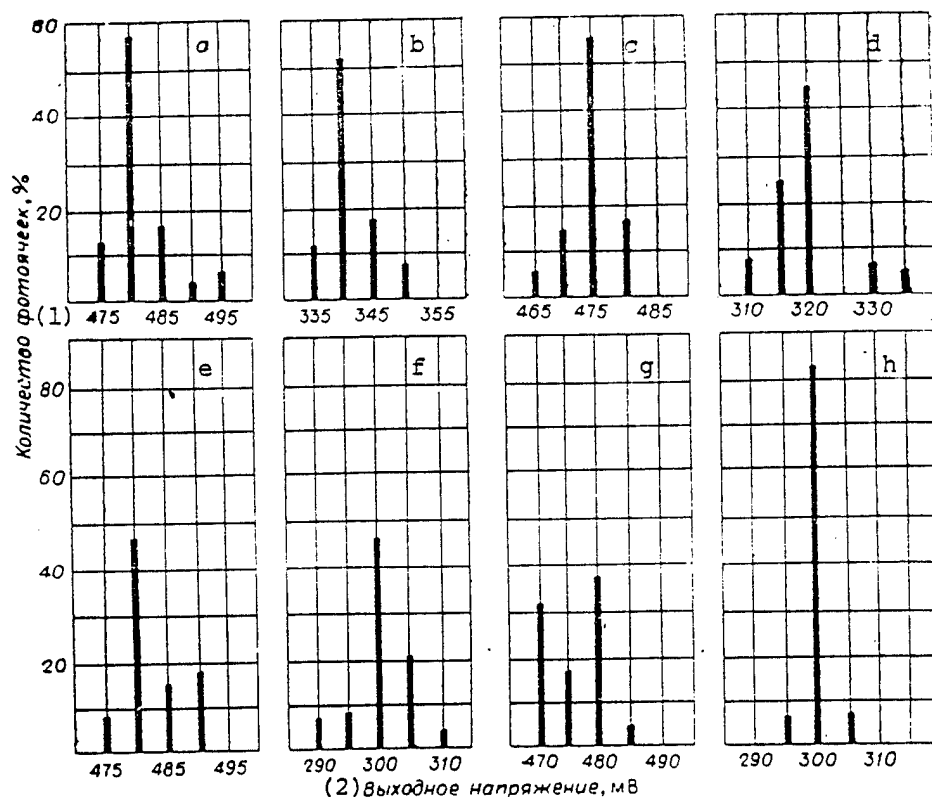 60
40
20
Количество фотоячеек, %
a
b
c
d
(1) 475 485 495
335 345 355
465 475 485
310 320 330
80
60
40
20
e
f
g
h
475 485 495
290 300 310
470 480 490
290 300 310
(2) Выходное напряжение, мВ